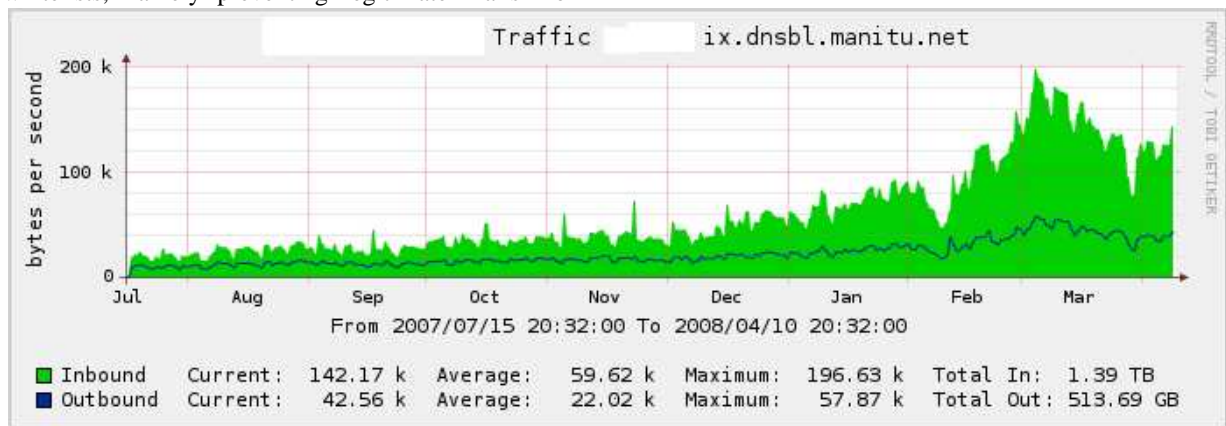 Traffic ix.dnsbl.manitu.net
RRDTOOL / TOBI OETIKER
bytes per second
200 k
100 k
0
Jul Aug Sep Oct Nov Dec Jan Feb Mar
From 2007/07/15 20:32:00 To 2008/04/10 20:32:00
Inbound Current: 142.17 k Average: 59.62 k Maximum: 196.63 k Total In: 1.39 TB
Outbound Current: 42.56 k Average: 22.02 k Maximum: 57.87 k Total Out: 513.69 GB